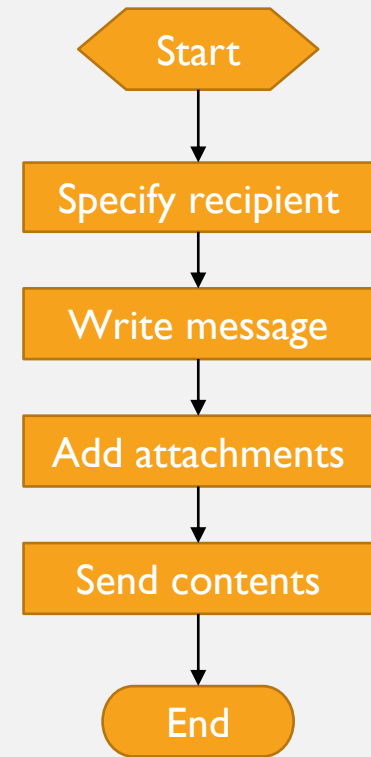 Start
Specify recipient
Write message
Add attachments
Send contents
End